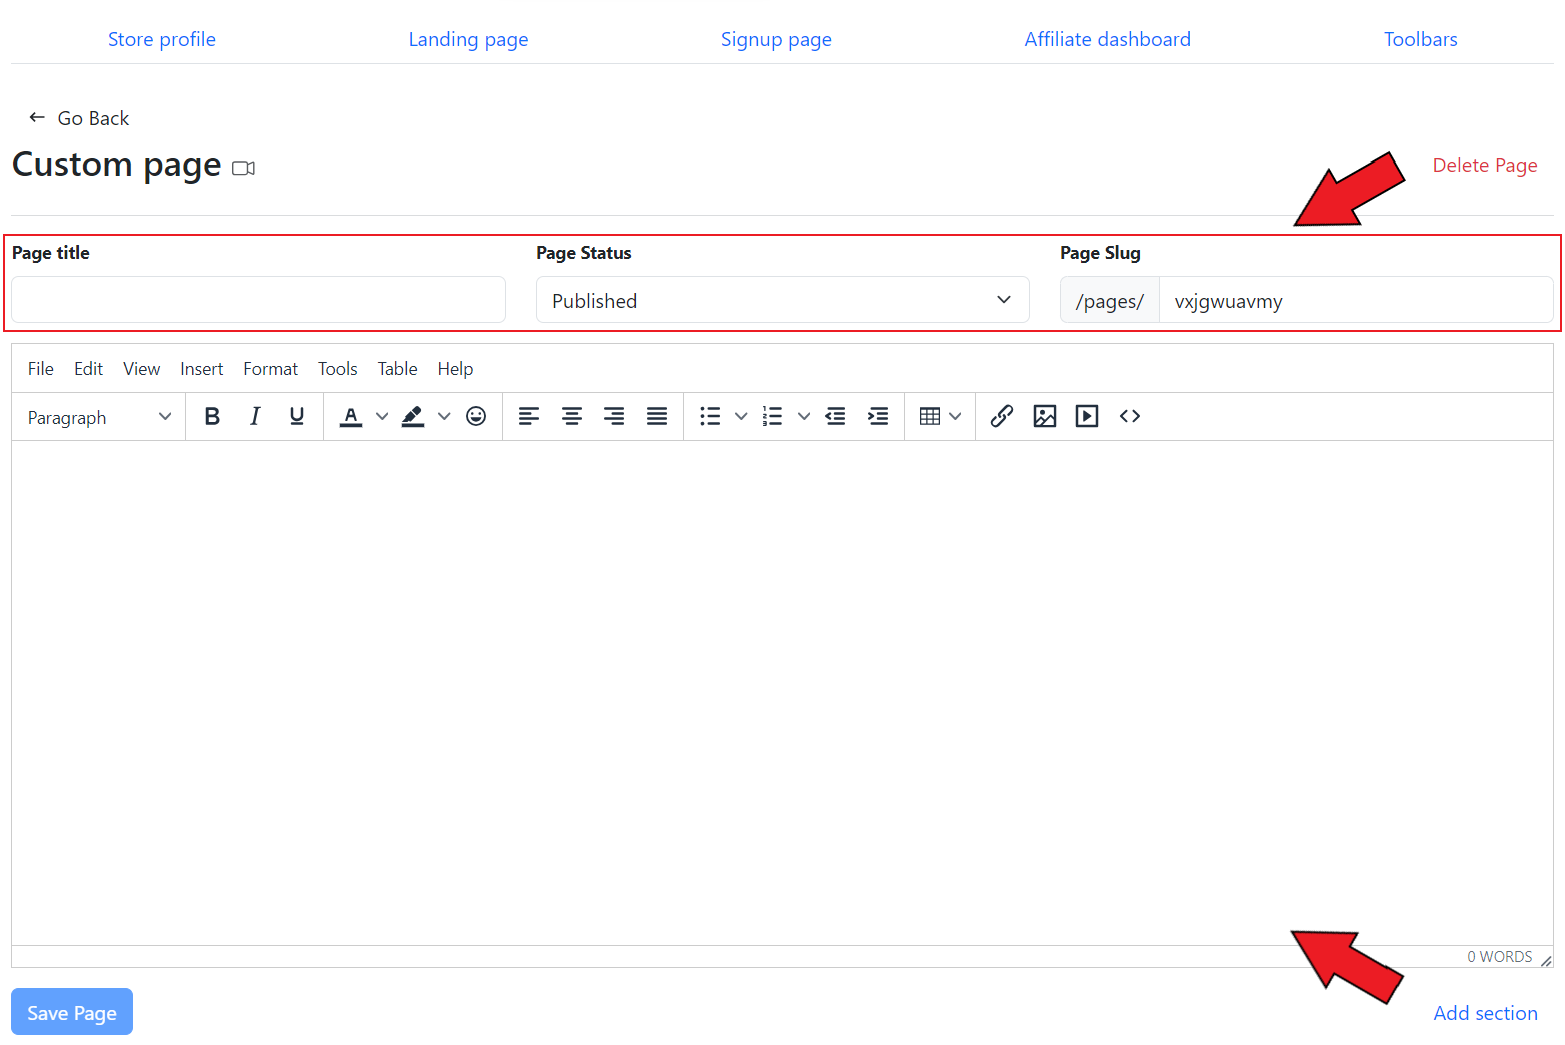 Store profile Landing page Signup page Affiliate dashboard Toolbars
Go Back
Custom page
Delete Page
Page title Page Status Page Slug
Published /pages/ vxjgwuavmy
File Edit View Insert Format Tools Table Help
Paragraph B I U A
0 WORDS
Save Page Add section